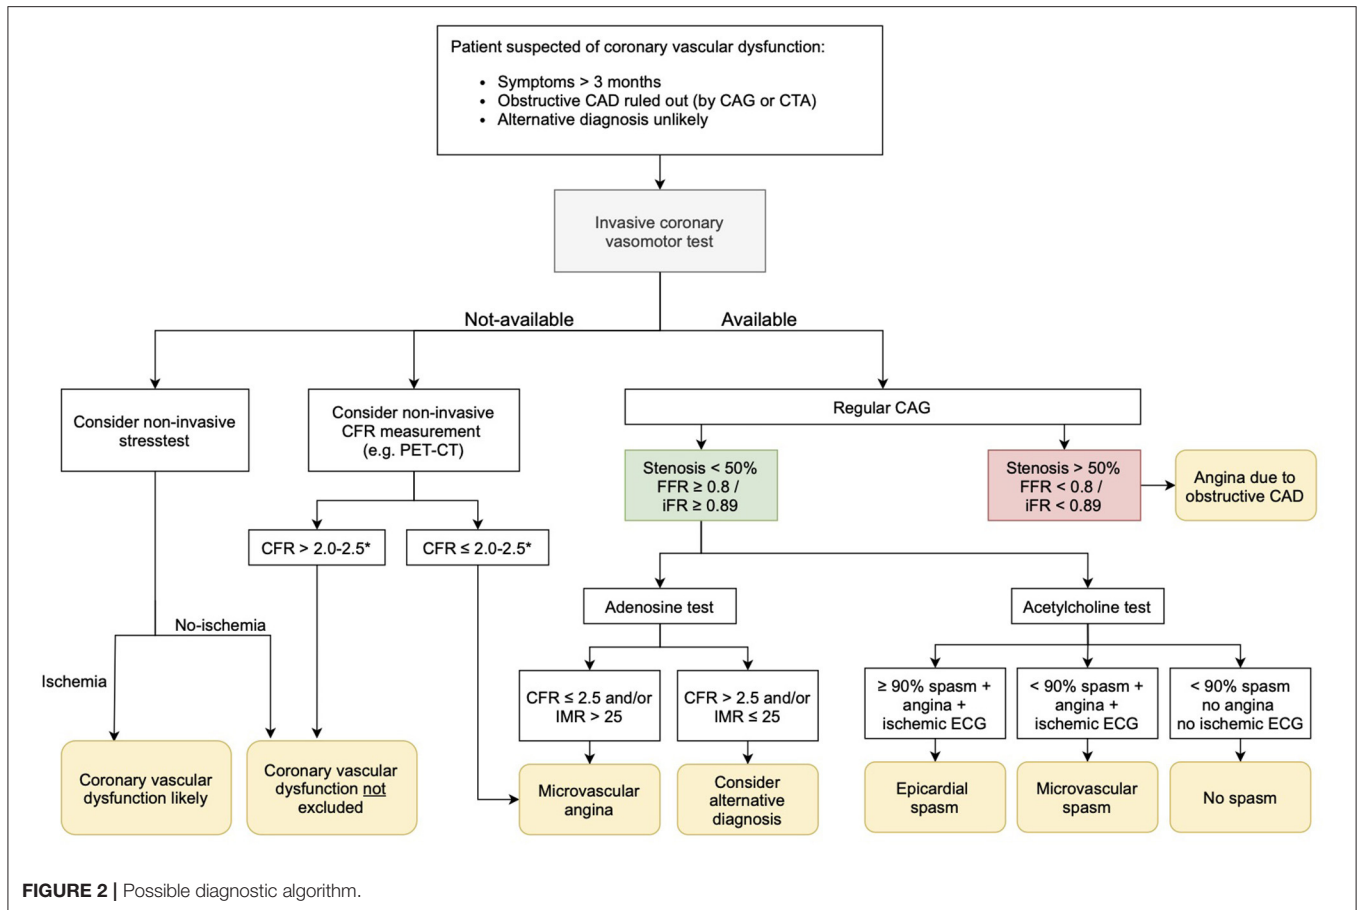 Patient suspected of coronary vascular dysfunction:
• Symptoms > 3 months
• Obstructive CAD ruled out (by CAG or CTA)
• Alternative diagnosis unlikely
Invasive coronary
vasomotor test
Not-available
Available
Consider non-invasive
stresstest
Consider non-invasive
CFR measurement
(e.g. PET-CT)
Regular CAG
Stenosis < 50%
FFR ≥ 0.8 /
iFR ≥ 0.89
Stenosis > 50%
FFR < 0.8 /
iFR < 0.89
Angina due to
obstructive CAD
CFR > 2.0-2.5*
CFR ≤ 2.0-2.5*
Adenosine test
Acetylcholine test
No-ischemia
Ischemia
CFR ≤ 2.5 and/or
IMR > 25
CFR > 2.5 and/or
IMR ≤ 25
≥ 90% spasm +
angina +
ischemic ECG
< 90% spasm +
angina +
ischemic ECG
< 90% spasm
no angina
no ischemic ECG
Coronary vascular
dysfunction likely
Coronary vascular
dysfunction not
excluded
Microvascular
angina
Consider
alternative
diagnosis
Epicardial
spasm
Microvascular
spasm
No spasm
FIGURE 2 | Possible diagnostic algorithm.